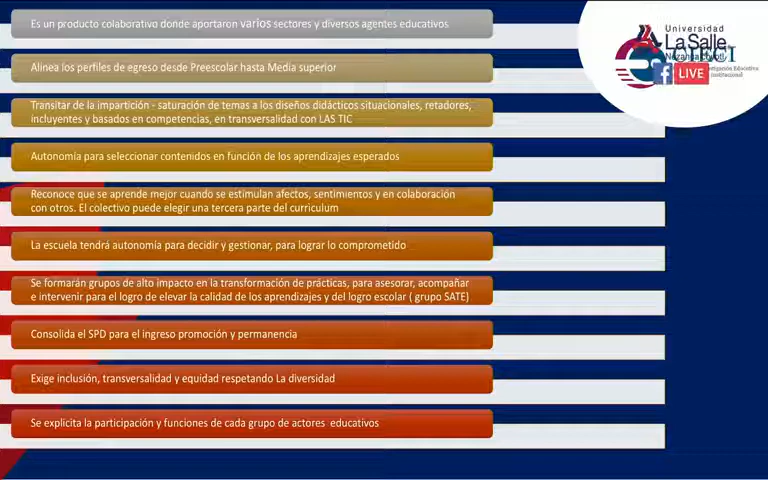 Es un producto colaborativo donde aportaron varios sectores y diversos agentes educativos
Alinea los perfiles de egreso desde Preescolar hasta Media superior
Transitar de la impartición - saturación de temas a los diseños didácticos situacionales, retadores,
incluyentes y basados en competencias, en transversalidad con LAS TIC
Autonomía para seleccionar contenidos en función de los aprendizajes esperados
Reconoce que se aprende mejor cuando se estimulan afectos, sentimientos y en colaboración
con otros. El colectivo puede elegir una tercera parte del curriculum
La escuela tendrá autonomía para decidir y gestionar, para lograr lo comprometido
Se formarán grupos de alto impacto en la transformación de prácticas, para asesorar, acompañar
e intervenir para el logro de elevar la calidad de los aprendizajes y del logro escolar ( grupo SATE)
Consolida el SPD para el ingreso promoción y permanencia
Exige inclusión, transversalidad y equidad respetando La diversidad
Se explicita la participación y funciones de cada grupo de actores educativos
Universidad
La Salle
LIVE